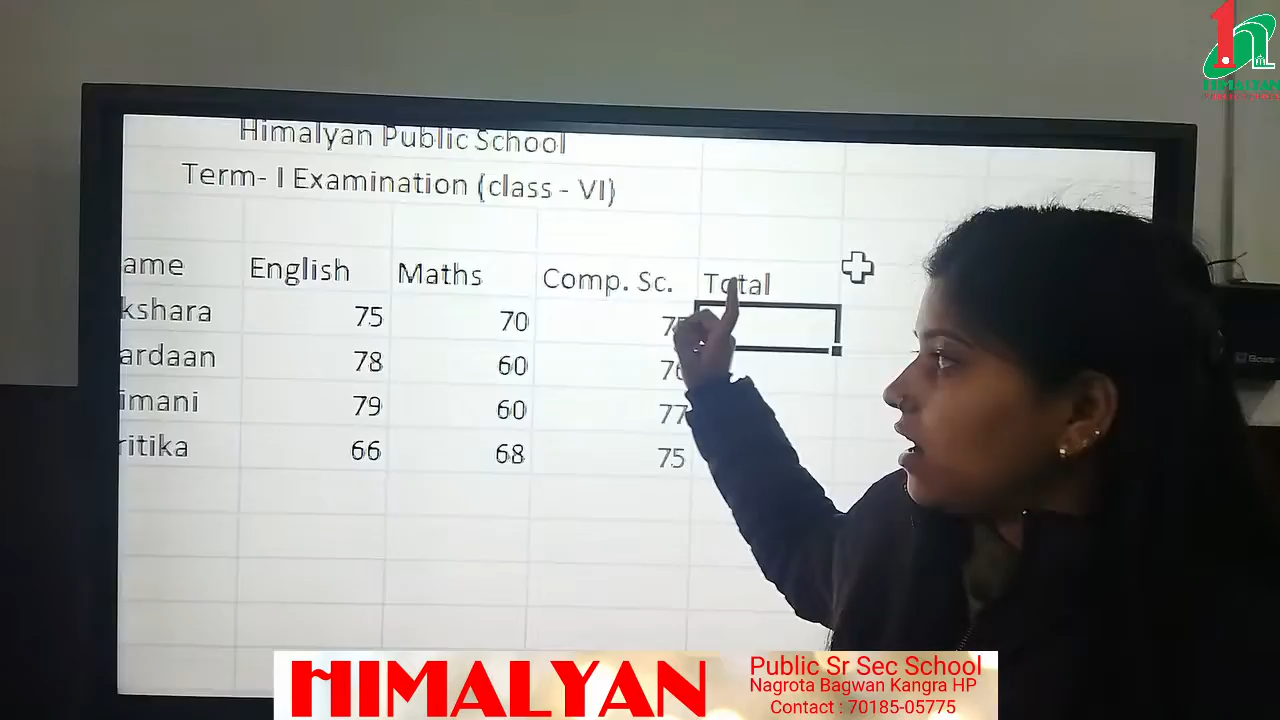 Himalyan Public School
Term- I Examination (class - VI)
ame English Maths Comp. Sc. Total
kshara 75 70
ardaan 78 60
imani 79 60 77
ritika 66 68 75
HIMALYAN
HIMALYAN
Public Sr Sec School
Nagrota Bagwan Kangra HP
Contact : 70185-05775